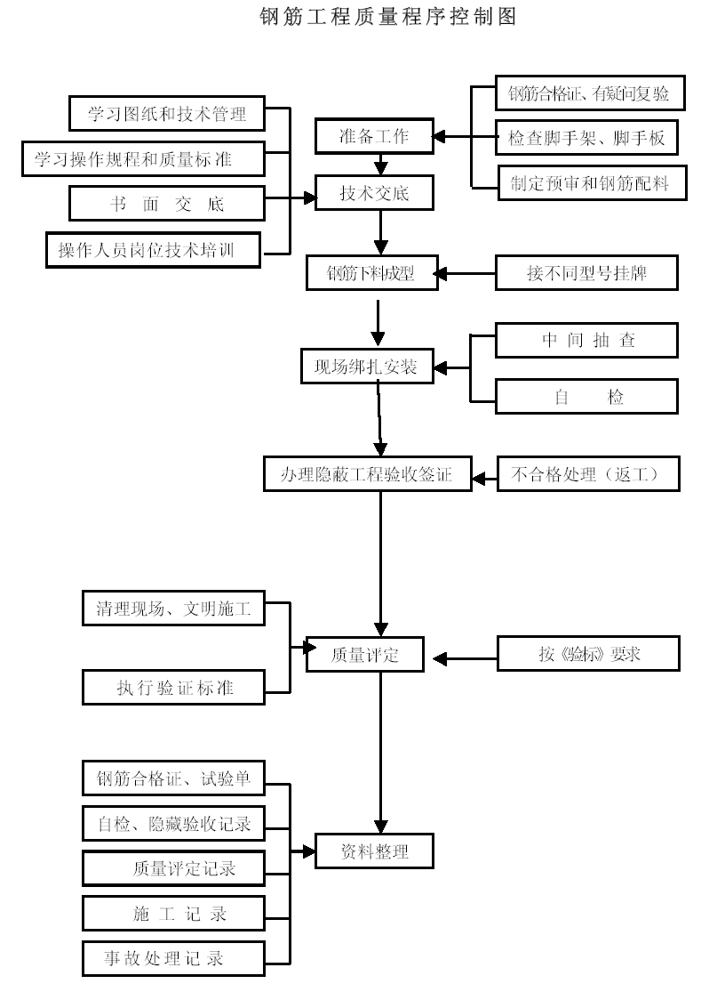 钢筋工程质量程序控制图
钢筋合格证、有疑问复验
学习图纸和技术管理
准备工作
检查脚手架、脚手板
学习操作规程和质量标准
制定预审和钢筋配料
书面交底
技术交底
操作人员岗位技术培训
钢筋下料成型
接不同型号挂牌
中间抽查
现场绑扎安装
自检
办理隐蔽工程验收签证
不合格处理（返工）
清理现场、文明施工
质量评定
按《验标》要求
执行验证标准
钢筋合格证、试验单
自检、隐藏验收记录
资料整理
质量评定记录
施工记录
事故处理记录